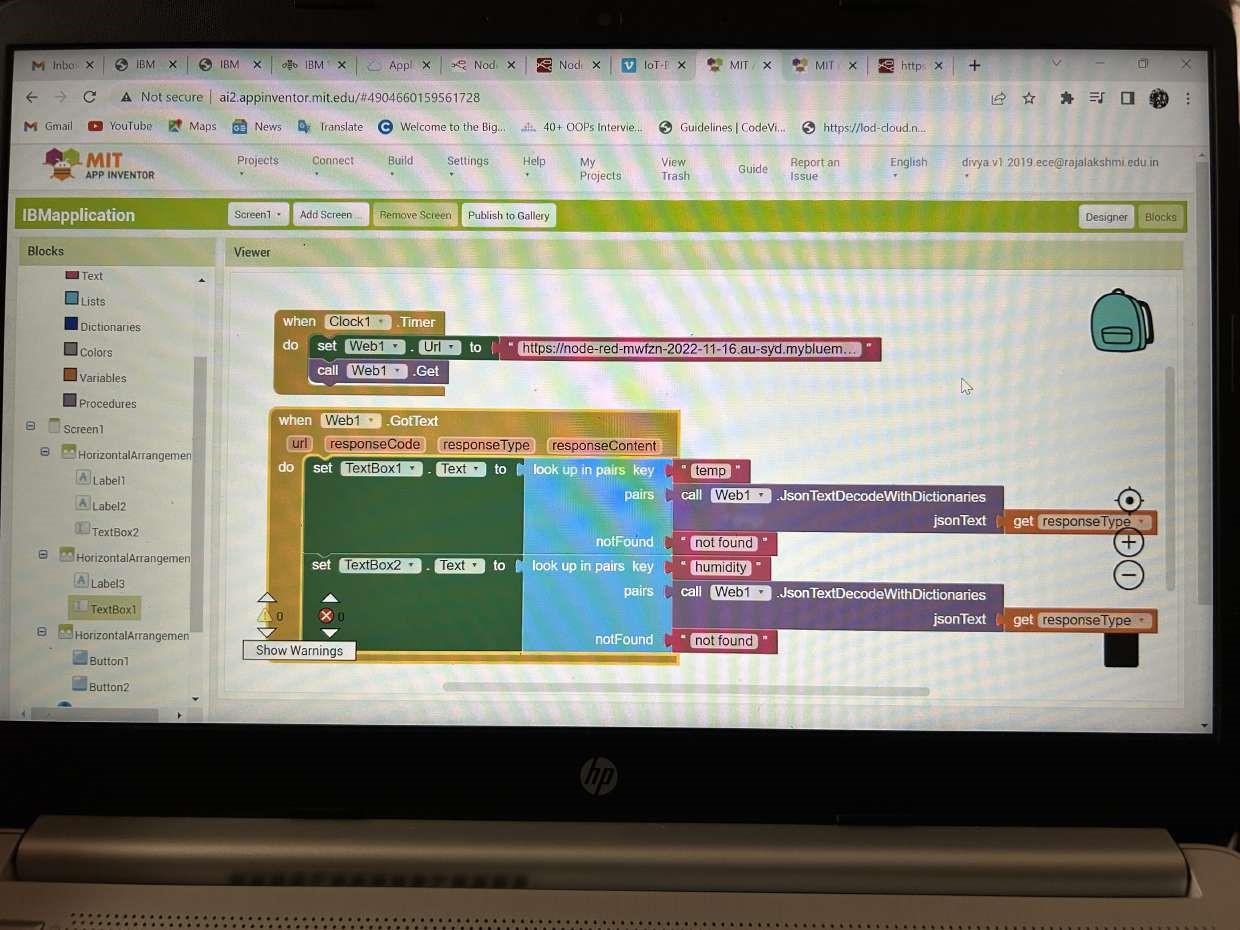 Inbo
IBM
IBM
IBM
Appl
Nod
Nod
IoT-E
MIT
MIT
https
Not secure | ai2.appinventor.mit.edu/#4904660159561728
Gmail YouTube Maps News Translate Welcome to the Big... 40+ OOPs Intervie... Guidelines | CodeVi... https://lod-cloud.n...
MIT
APP INVENTOR
Projects Connect Build Settings Help My Projects View Trash Guide Report an Issue English divya.v1.2019.ece@rajalakshmi.edu.in
IBMapplication Screen1 Add Screen ... Remove Screen Publish to Gallery Designer Blocks
Blocks
Text
Lists
Dictionaries
Colors
Variables
Procedures
Screen1
HorizontalArrangemen
Label1
Label2
TextBox2
HorizontalArrangemen
Label3
TextBox1
HorizontalArrangemen
Button1
Button2
Viewer
when Clock1 .Timer
do set Web1 . Url to " https://node-red-mwfzn-2022-11-16.au-syd.mybluem... "
call Web1 .Get
when Web1 .GotText
url responseCode responseType responseContent
do set TextBox1 . Text to look up in pairs key " temp "
pairs call Web1 .JsonTextDecodeWithDictionaries
jsonText get responseType
notFound " not found "
set TextBox2 . Text to look up in pairs key " humidity "
pairs call Web1 .JsonTextDecodeWithDictionaries
jsonText get responseType
notFound " not found "
0 0
Show Warnings
hp